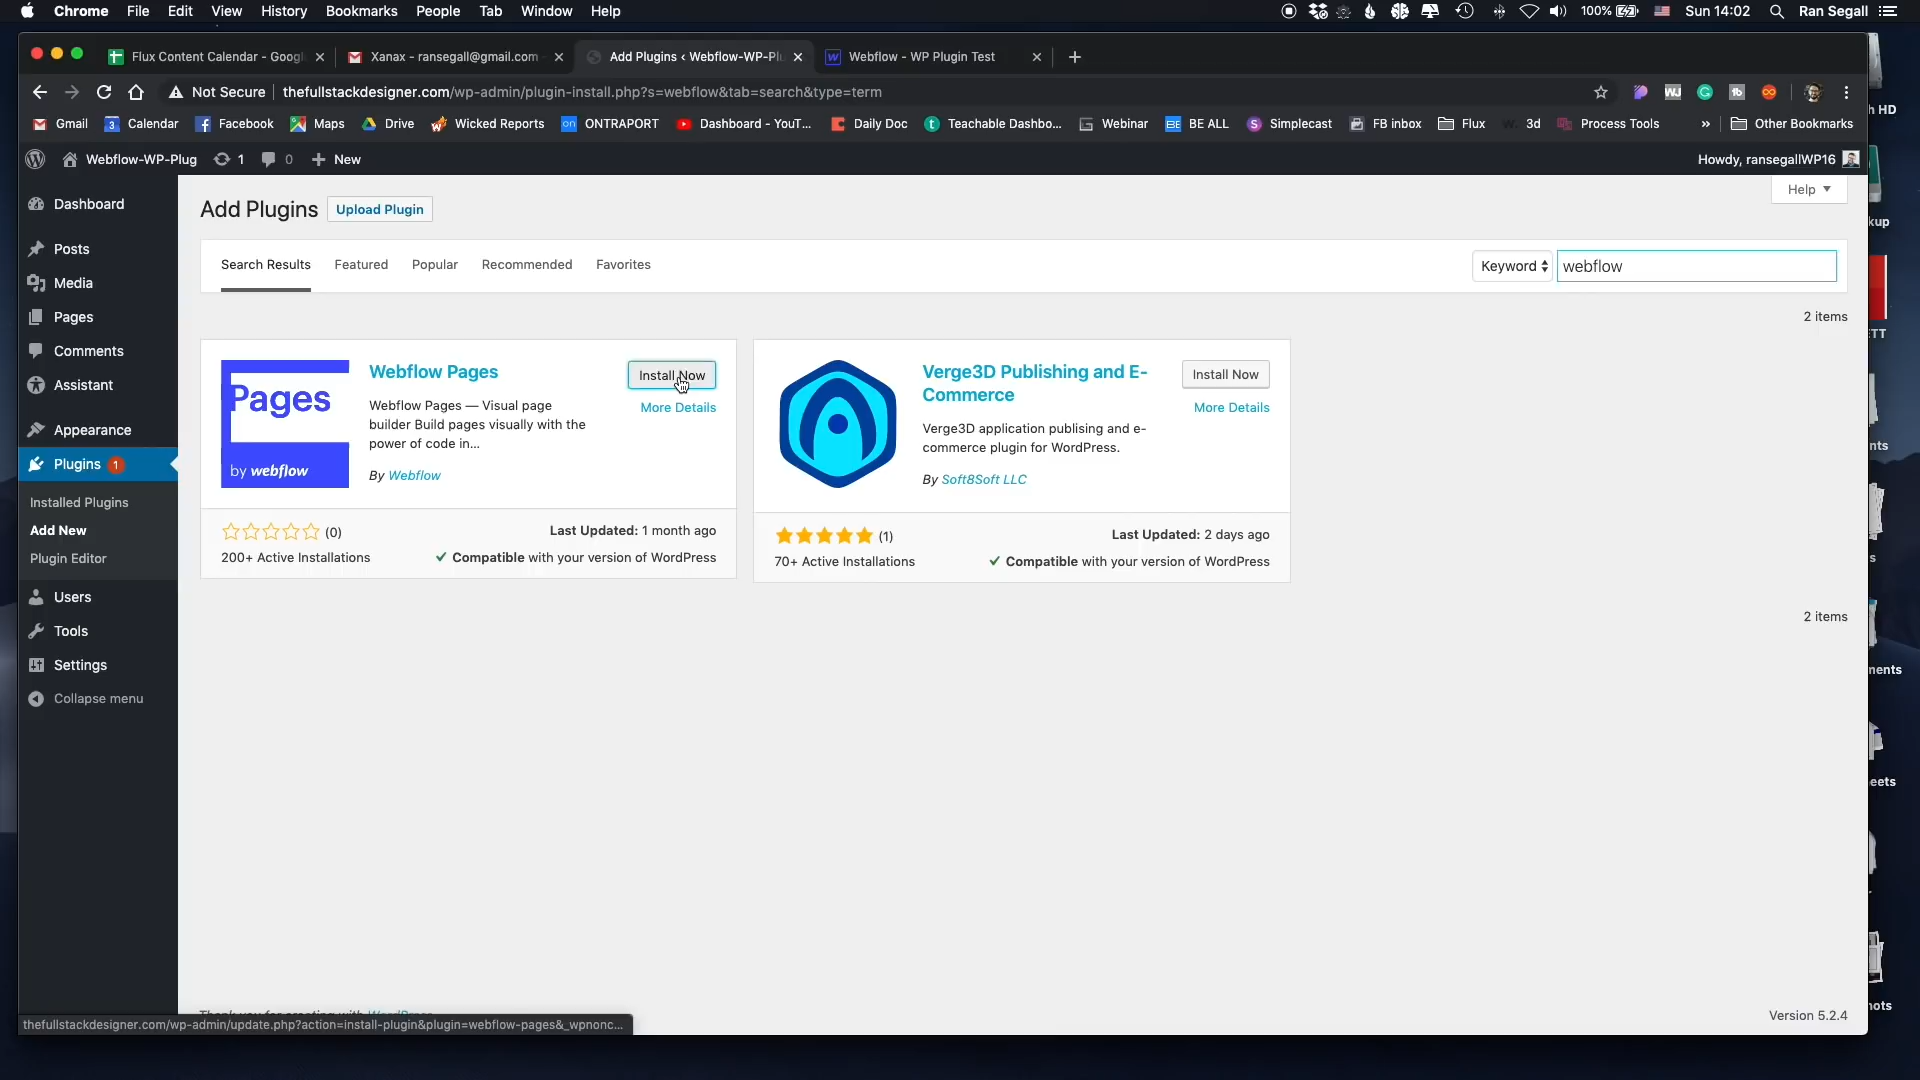 Chrome File Edit View History Bookmarks People Tab Window Help 100% Sun 14:02 Ran Segall
Flux Content Calendar - Googl Xanax - ransegall@gmail.com - Add Plugins ‹ Webflow-WP-Plu Webflow - WP Plugin Test
Not Secure thefullstackdesigner.com/wp-admin/plugin-install.php?s=webflow&tab=search&type=term
Gmail Calendar Facebook Maps Drive Wicked Reports ONTRAPORT Dashboard - YouT... Daily Doc Teachable Dashbo... Webinar BE ALL Simplecast FB inbox Flux 3d Process Tools » Other Bookmarks
Webflow-WP-Plug 1 0 New Howdy, ransegallWP16
Help
Dashboard
Posts
Media
Pages
Comments
Assistant
Appearance
Plugins 1
Installed Plugins
Add New
Plugin Editor
Users
Tools
Settings
Collapse menu
Add Plugins Upload Plugin
Search Results Featured Popular Recommended Favorites Keyword webflow
2 items
Pages
by webflow
Webflow Pages
Install Now
More Details
Webflow Pages — Visual page
builder Build pages visually with the
power of code in...
By Webflow
(0) Last Updated: 1 month ago
200+ Active Installations Compatible with your version of WordPress
Verge3D Publishing and E-
Commerce
Install Now
More Details
Verge3D application publising and e-
commerce plugin for WordPress.
By Soft8Soft LLC
(1) Last Updated: 2 days ago
70+ Active Installations Compatible with your version of WordPress
2 items
Version 5.2.4
thefullstackdesigner.com/wp-admin/update.php?action=install-plugin&plugin=webflow-pages&_wpnonc...